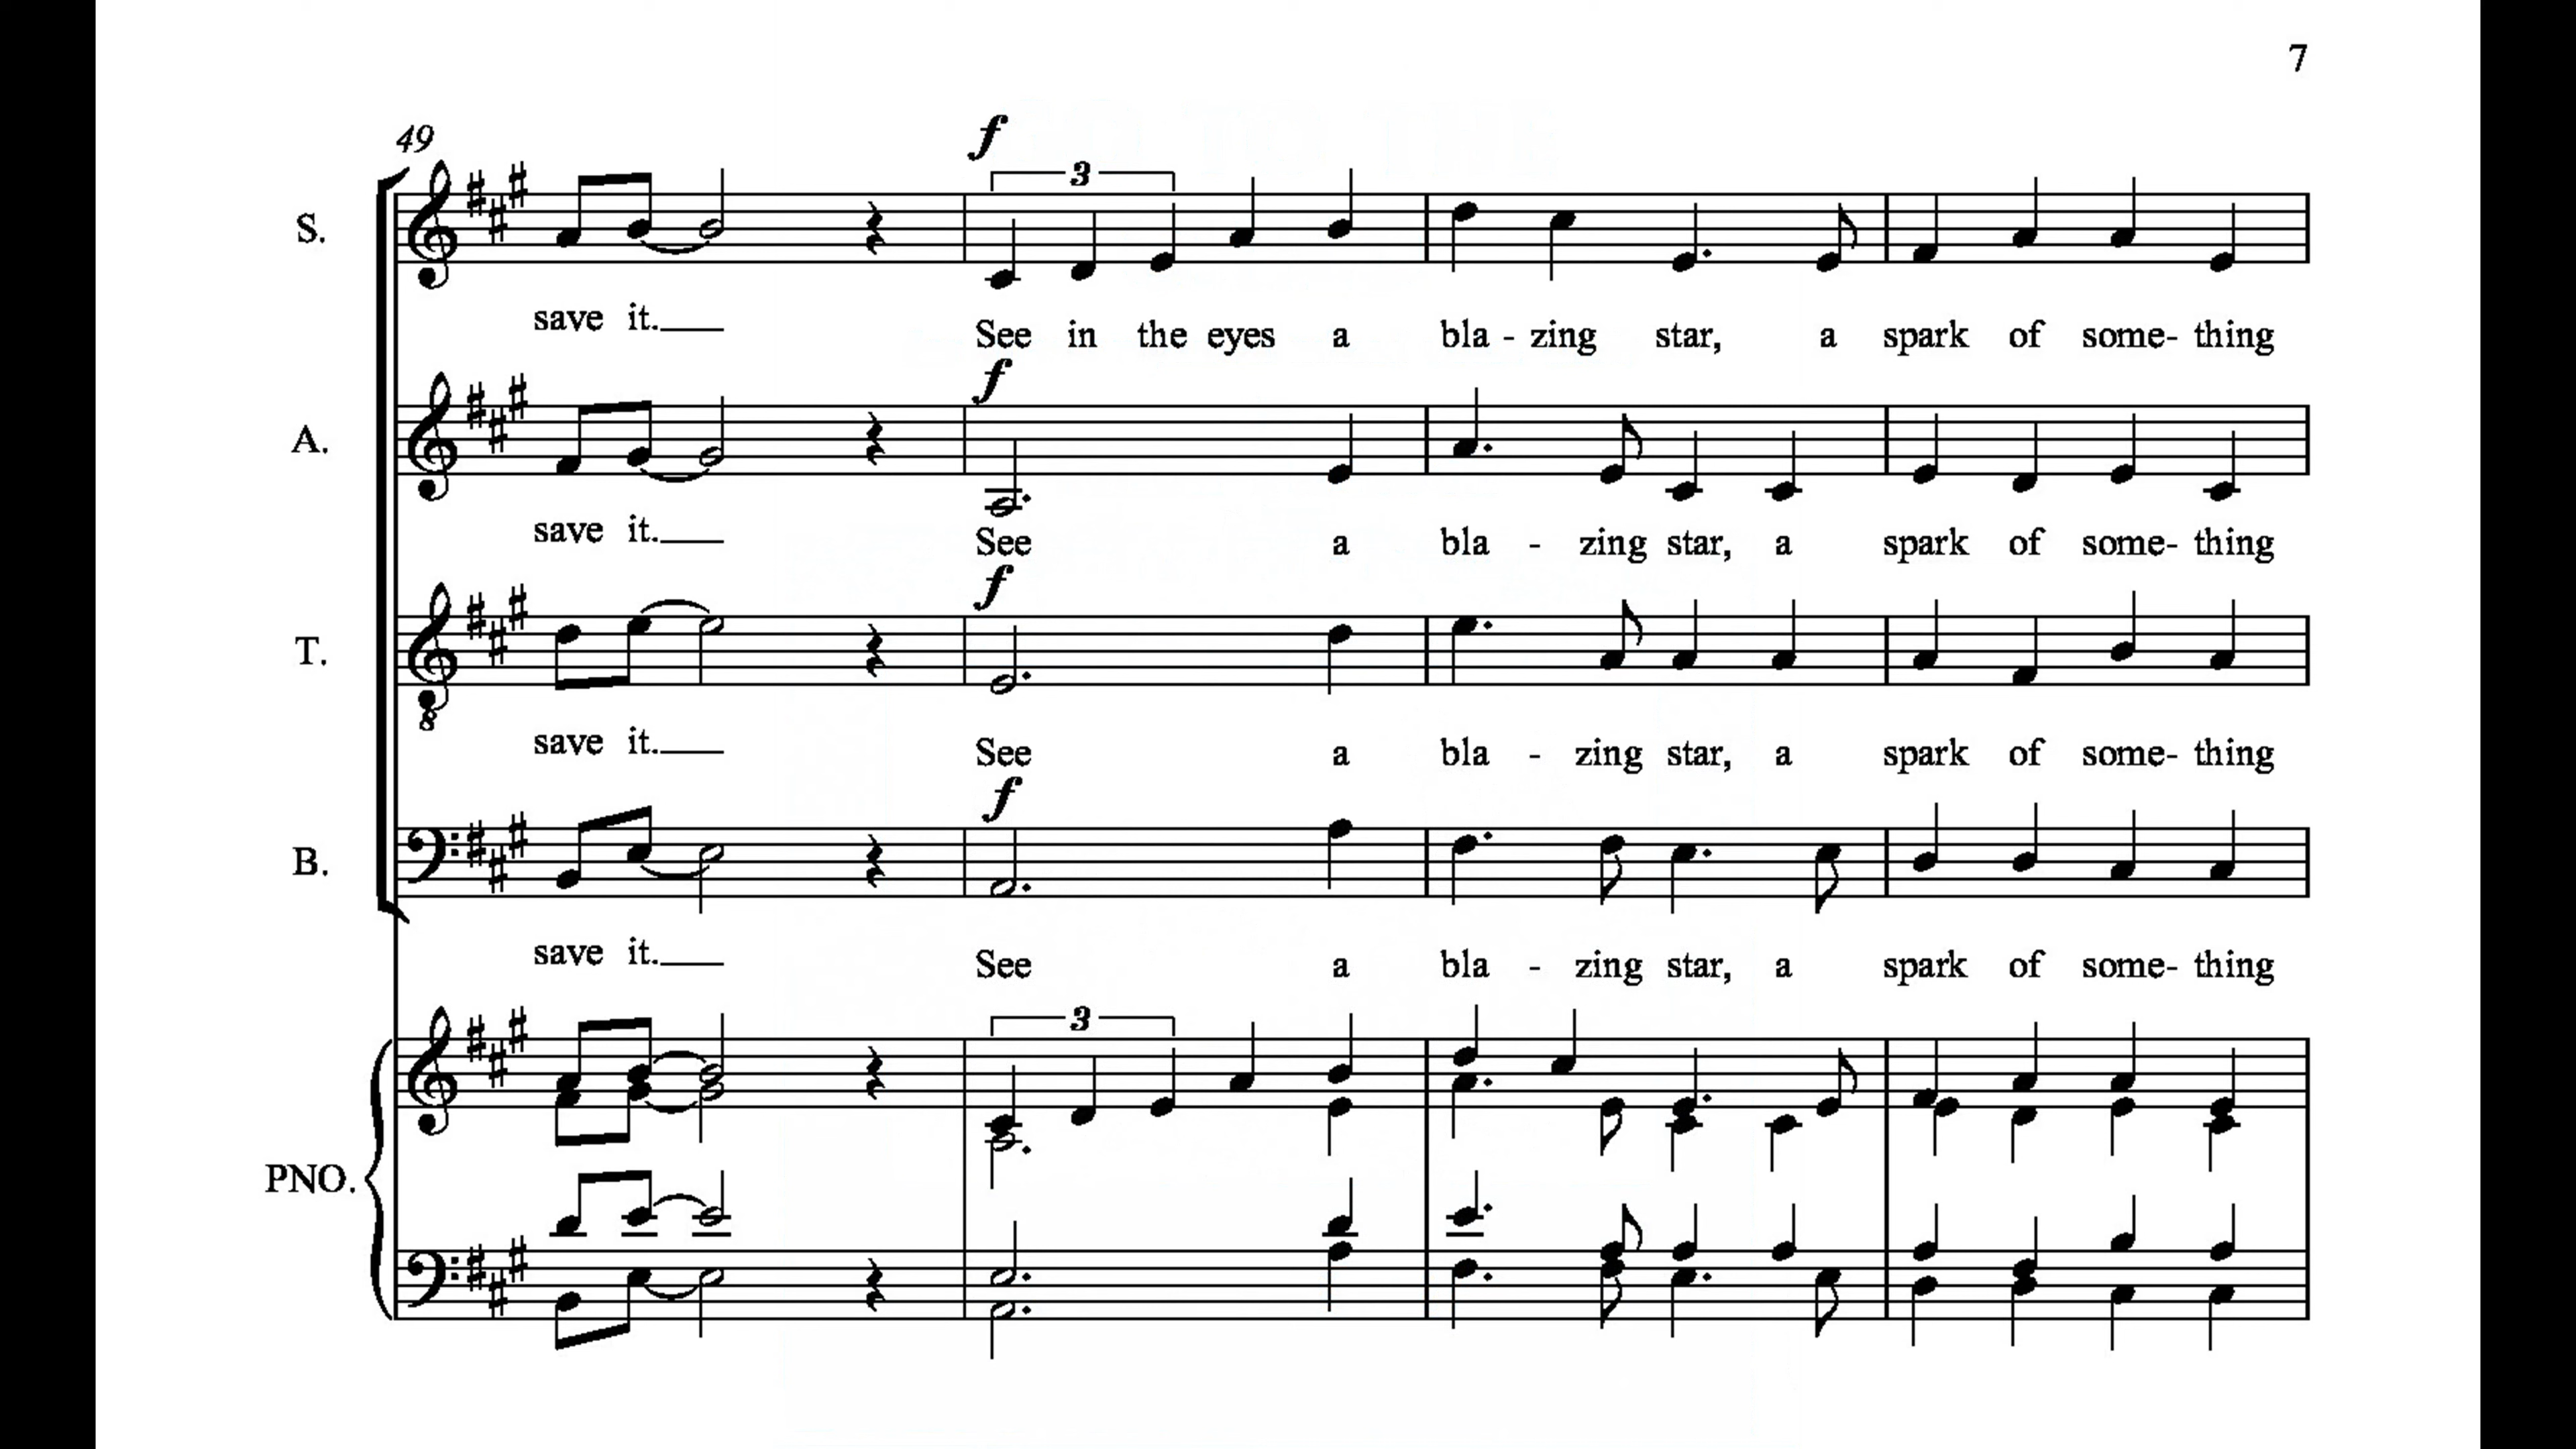 7
49
f
3
S.
save it.
See in the eyes a bla - zing star, a spark of some- thing
f
A.
save it.
See a bla - zing star, a spark of some- thing
f
T.
8
save it.
See a bla - zing star, a spark of some- thing
f
B.
save it.
See a bla - zing star, a spark of some- thing
3
PNO.